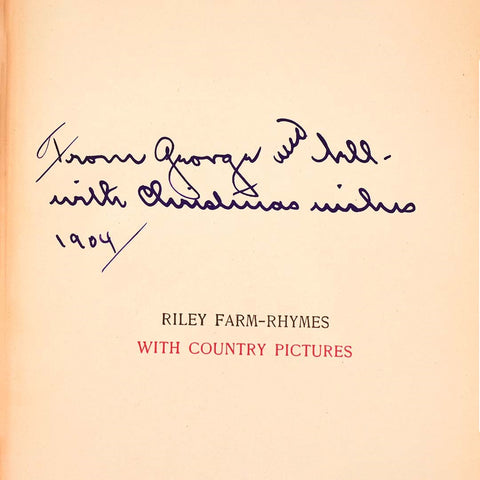 From George and Nell-
with Christmas wishes
1904
RILEY FARM-RHYMES
WITH COUNTRY PICTURES